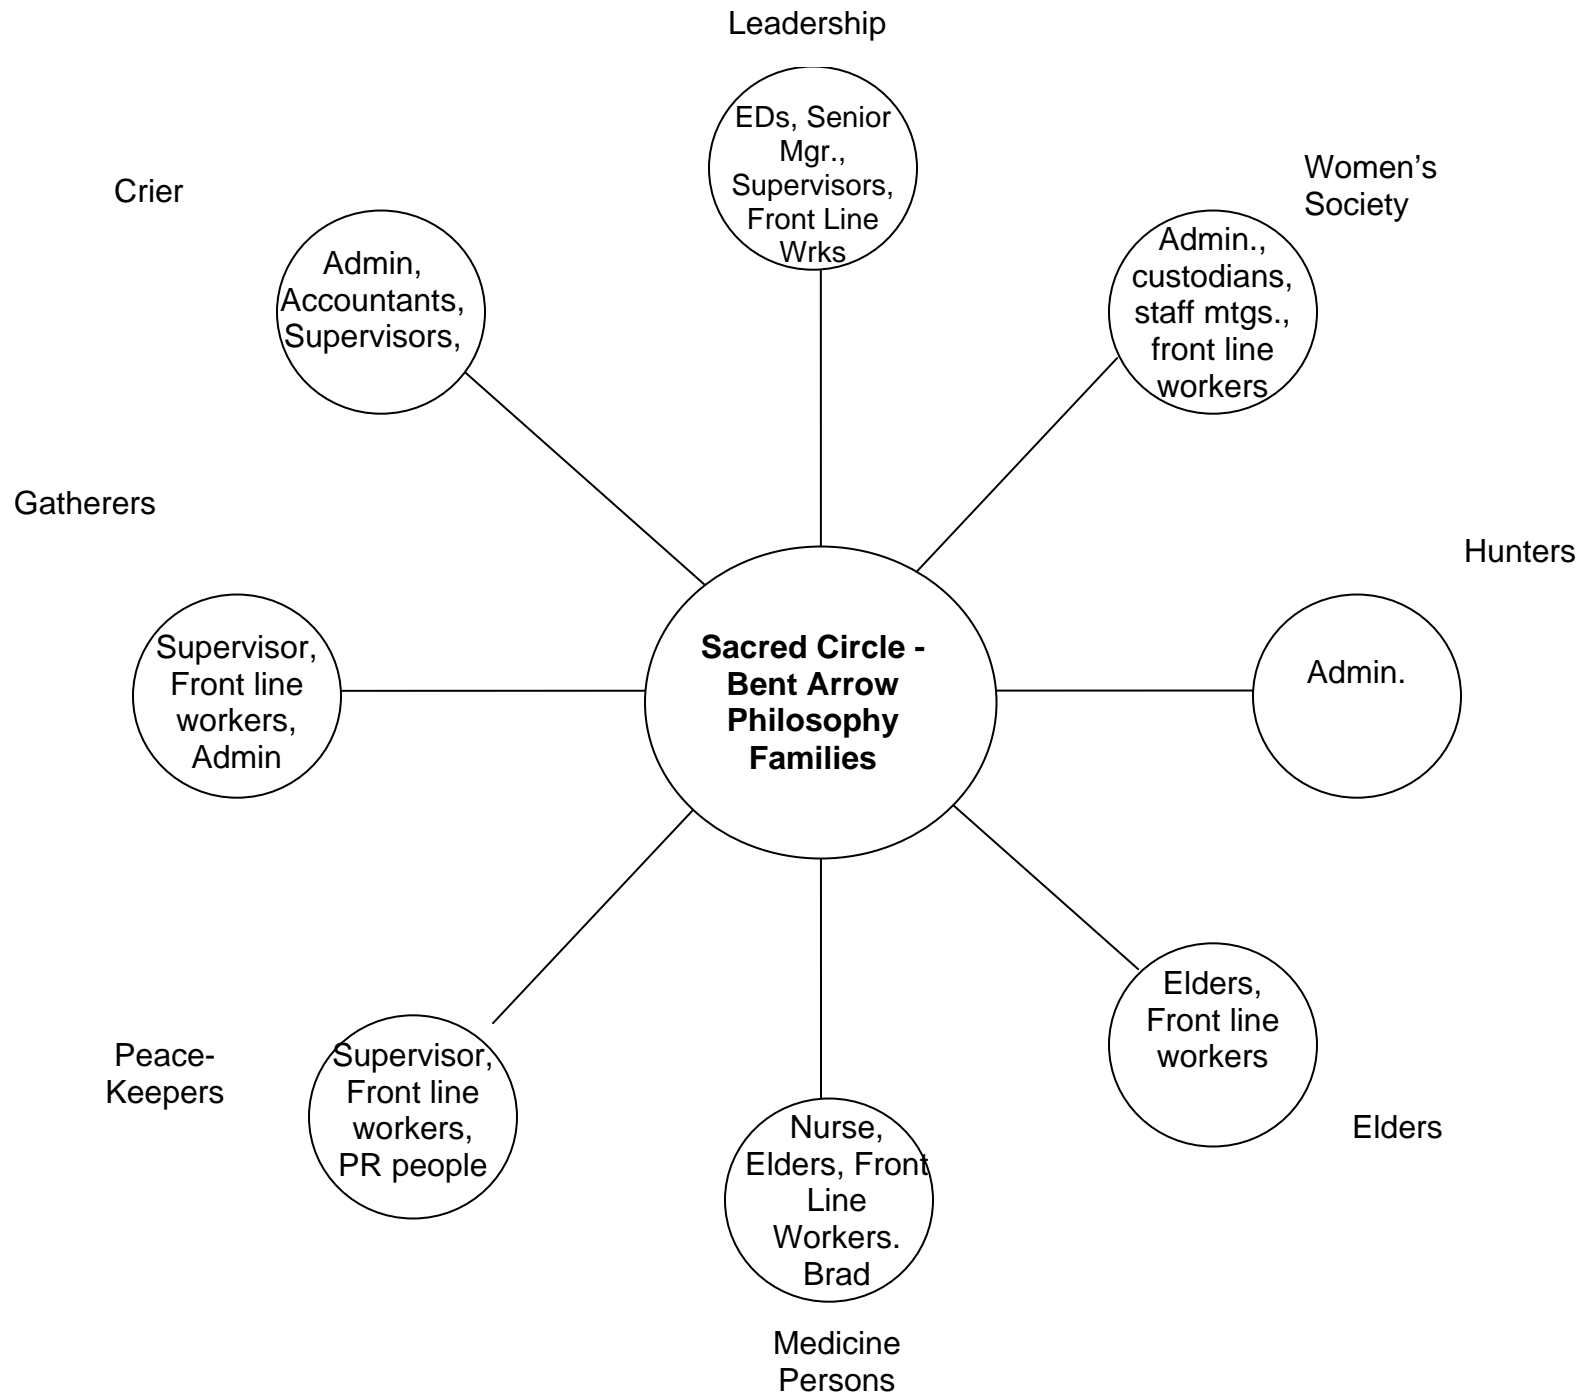 Leadership
EDs, Senior
Mgr.,
Supervisors,
Front Line
Wrks
Women’s
Society
Admin.,
custodians,
staff mtgs.,
front line
workers
Crier
Admin,
Accountants,
Supervisors,
Gatherers
Supervisor,
Front line
workers,
Admin
Hunters
Admin.
Sacred Circle -
Bent Arrow
Philosophy
Families
Elders,
Front line
workers
Elders
Peace-
Keepers
Supervisor,
Front line
workers,
PR people
Nurse,
Elders, Front
Line
Workers.
Brad
Medicine
Persons